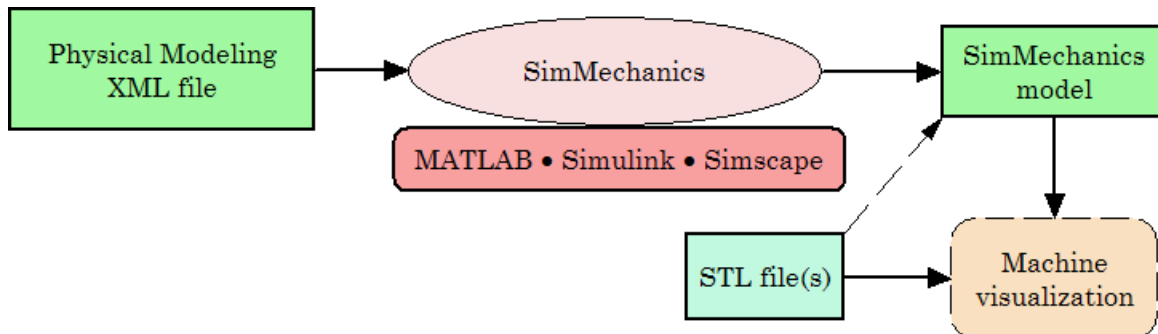 Physical Modeling
XML file
SimMechanics
SimMechanics
model
MATLAB • Simulink • Simscape
STL file(s)
Machine
visualization